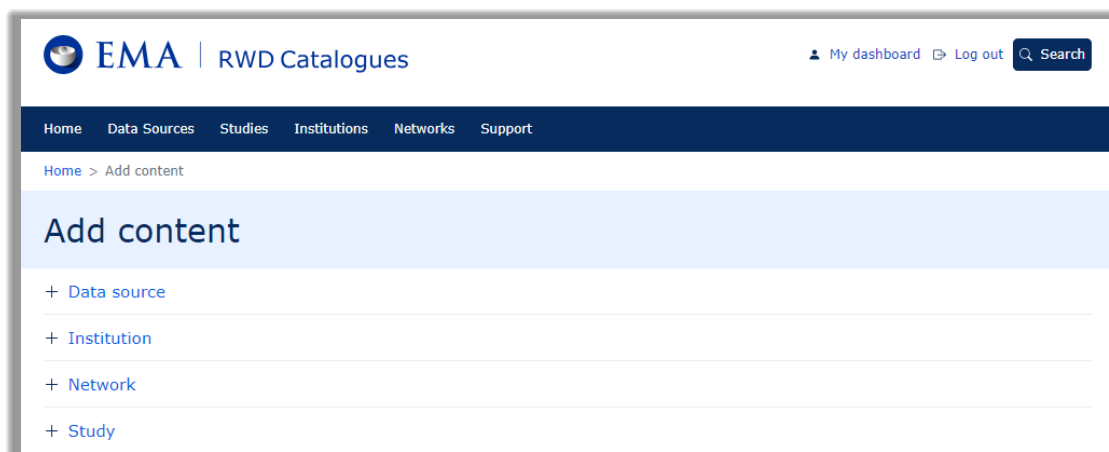 EMA | RWD Catalogues
My dashboard Log out Search
Home Data Sources Studies Institutions Networks Support
Home > Add content
Add content
+ Data source
+ Institution
+ Network
+ Study